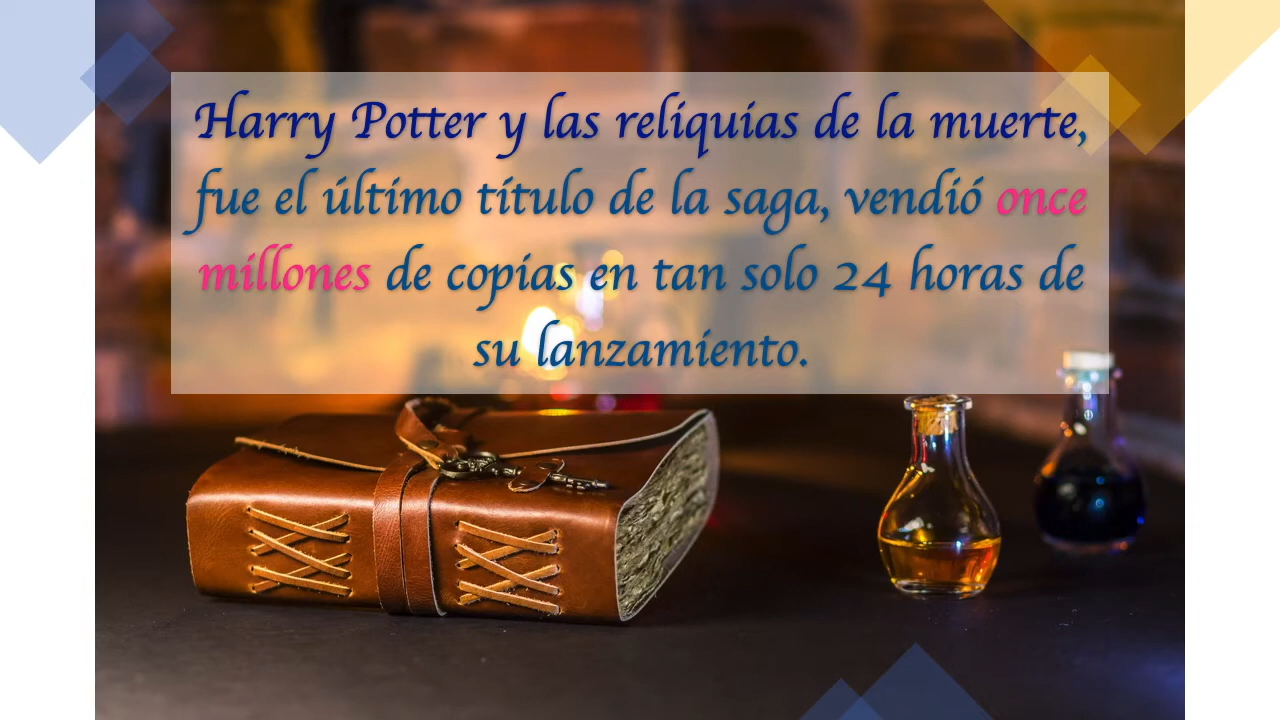 Harry Potter y las reliquias de la muerte,
fue el último título de la saga, vendió once
millones de copias en tan solo 24 horas de
su lanzamiento.